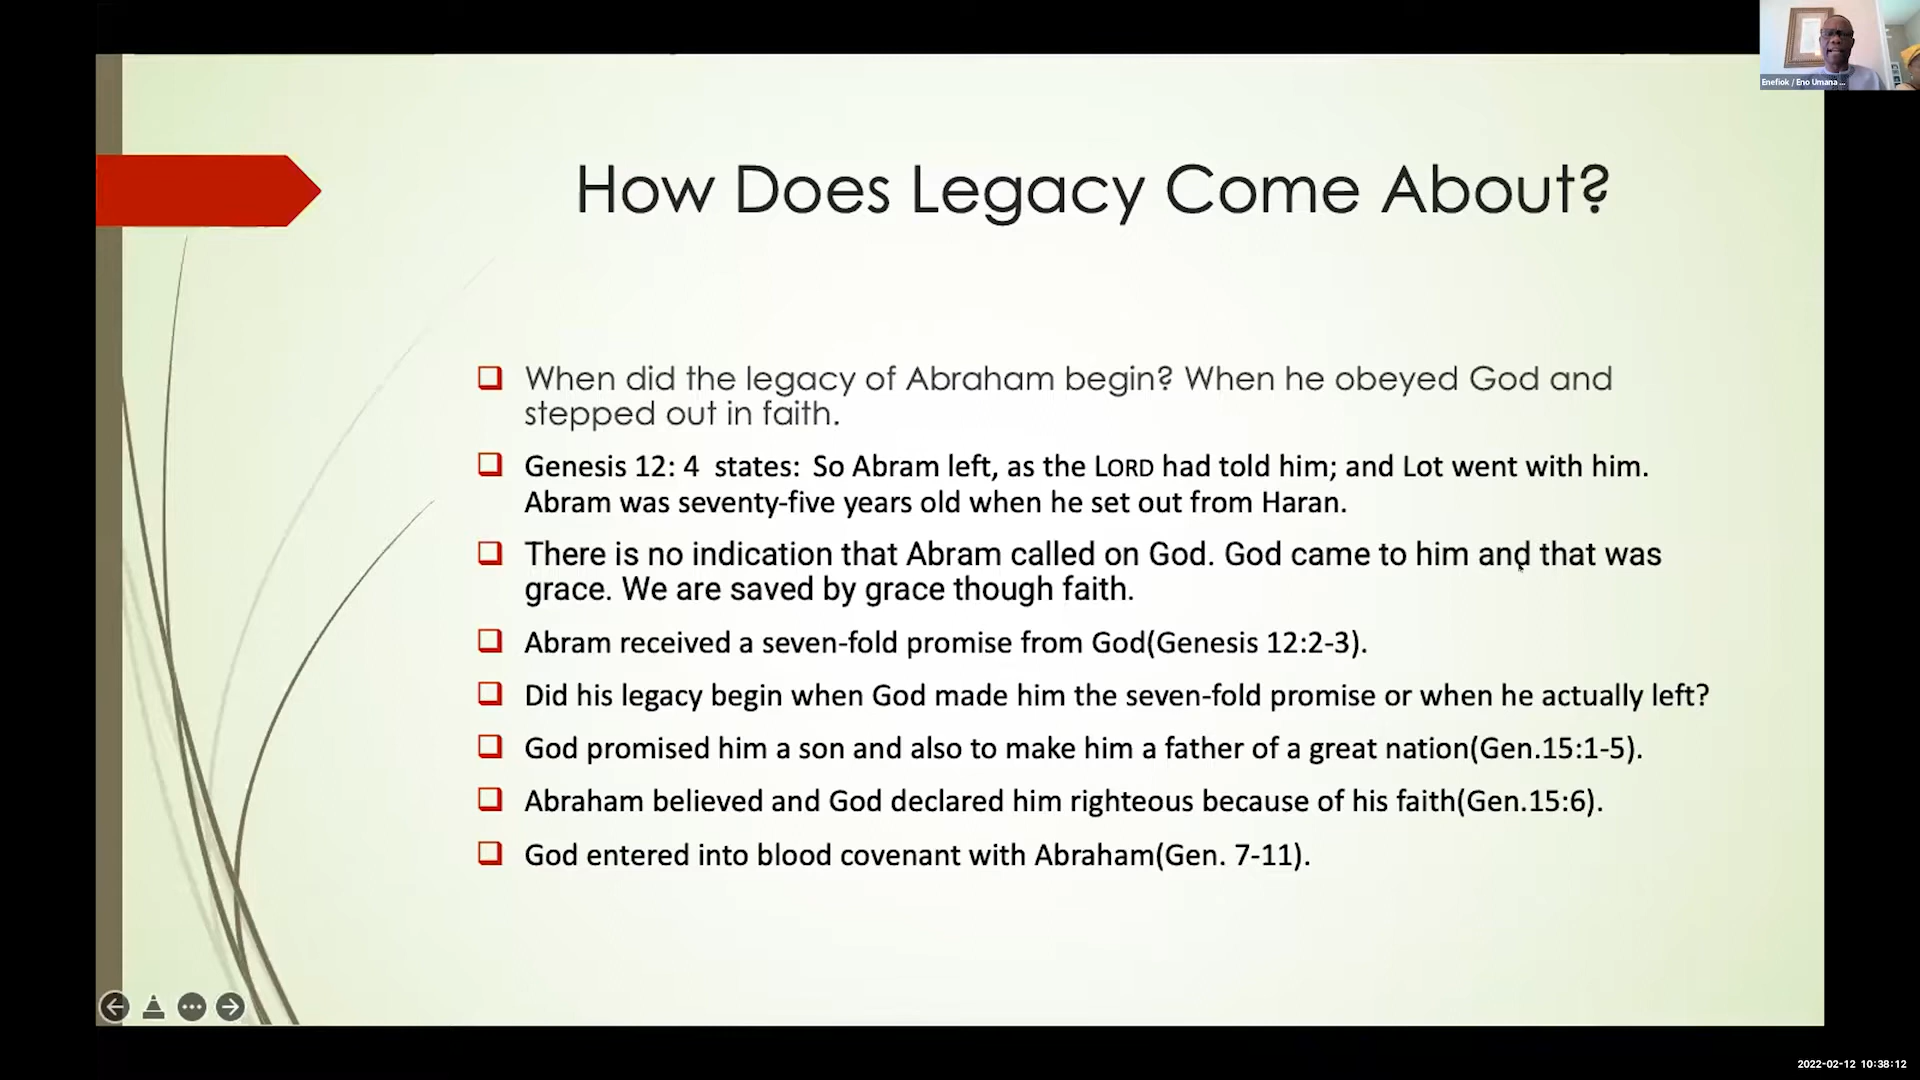 Enefiok / Eno Umana ...
How Does Legacy Come About?
When did the legacy of Abraham begin? When he obeyed God and
stepped out in faith.
Genesis 12: 4 states: So Abram left, as the LORD had told him; and Lot went with him.
Abram was seventy-five years old when he set out from Haran.
There is no indication that Abram called on God. God came to him and that was
grace. We are saved by grace though faith.
Abram received a seven-fold promise from God(Genesis 12:2-3).
Did his legacy begin when God made him the seven-fold promise or when he actually left?
God promised him a son and also to make him a father of a great nation(Gen.15:1-5).
Abraham believed and God declared him righteous because of his faith(Gen.15:6).
God entered into blood covenant with Abraham(Gen. 7-11).
2022-02-12 10:38:12